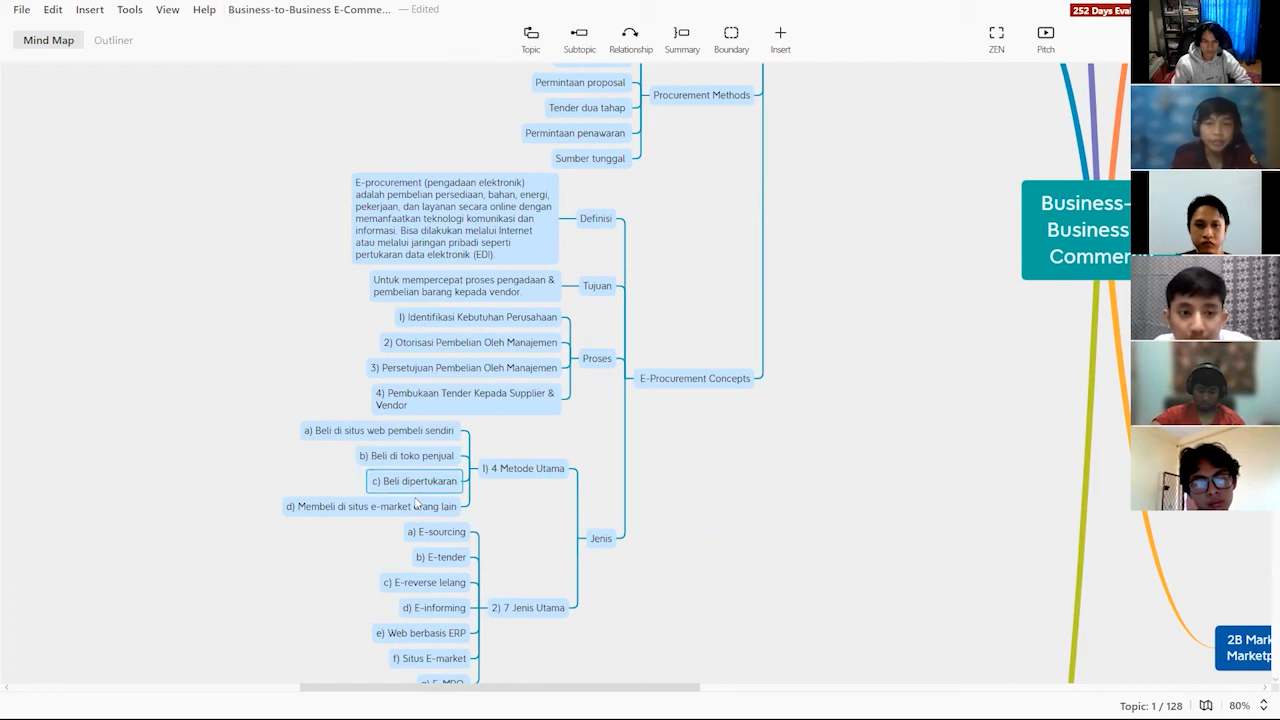 File Edit Insert Tools View Help Business-to-Business E-Comme... — Edited
252 Days Eval
Mind Map Outliner
Topic Subtopic Relationship Summary Boundary Insert ZEN Pitch
Permintaan proposal
Tender dua tahap
Permintaan penawaran
Sumber tunggal
Procurement Methods
E-procurement (pengadaan elektronik)
adalah pembelian persediaan, bahan, energi,
pekerjaan, dan layanan secara online dengan
memanfaatkan teknologi komunikasi dan
informasi. Bisa dilakukan melalui Internet
atau melalui jaringan pribadi seperti
pertukaran data elektronik (EDI).
Definisi
Untuk mempercepat proses pengadaan &
pembelian barang kepada vendor.
Tujuan
1) Identifikasi Kebutuhan Perusahaan
2) Otorisasi Pembelian Oleh Manajemen
3) Persetujuan Pembelian Oleh Manajemen
4) Pembukaan Tender Kepada Supplier &
Vendor
Proses
E-Procurement Concepts
a) Beli di situs web pembeli sendiri
b) Beli di toko penjual
c) Beli dipertukaran
d) Membeli di situs e-market orang lain
1) 4 Metode Utama
Jenis
a) E-sourcing
b) E-tender
c) E-reverse lelang
d) E-informing
e) Web berbasis ERP
f) Situs E-market
2) 7 Jenis Utama
Business-
Business
Commer
2B Mark
Marketp
Topic: 1 / 128 80%